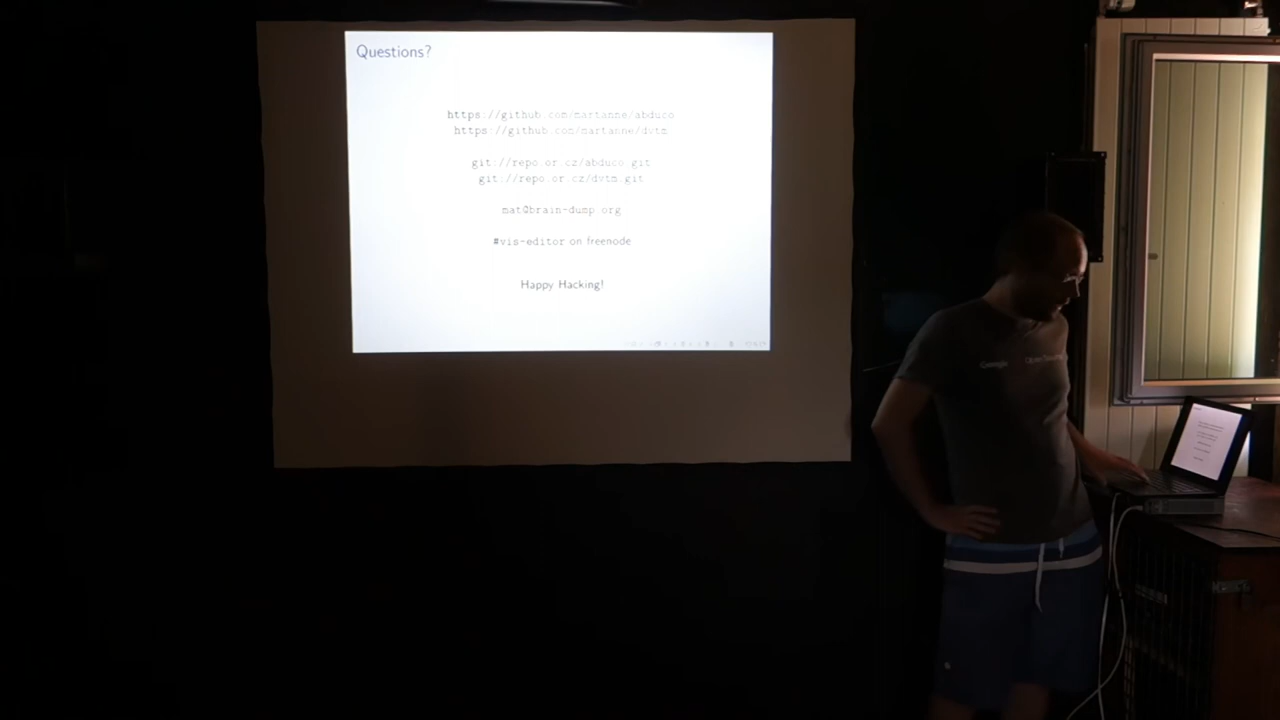 Questions?
https://github.com/martanne/abduco
https://github.com/martanne/dvtm
git://repo.or.cz/abduco.git
git://repo.or.cz/dvtm.git
mat@brain-dump.org
#vis-editor on freenode
Happy Hacking!
Google